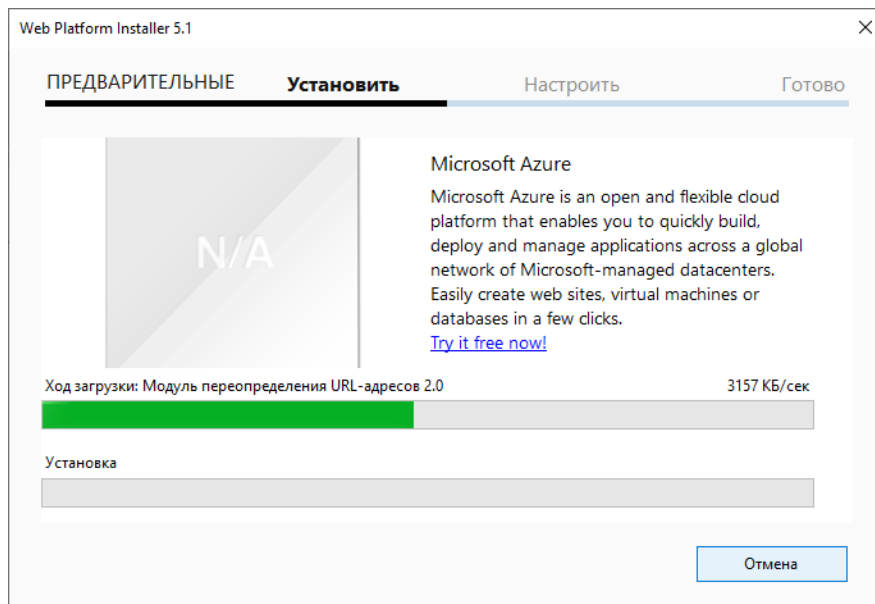 Web Platform Installer 5.1
ПРЕДВАРИТЕЛЬНЫЕ Установить Настроить Готово
N/A
Microsoft Azure
Microsoft Azure is an open and flexible cloud
platform that enables you to quickly build,
deploy and manage applications across a global
network of Microsoft-managed datacenters.
Easily create web sites, virtual machines or
databases in a few clicks.
Try it free now!
Ход загрузки: Модуль переопределения URL-адресов 2.0 3157 КБ/сек
Установка
Отмена